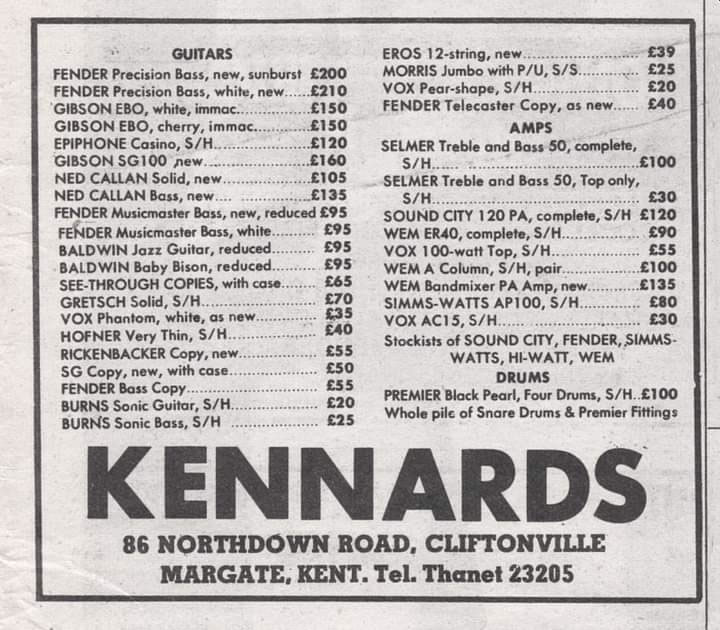 GUITARS
FENDER Precision Bass, new, sunburst £200
FENDER Precision Bass, white, new......£210
GIBSON EBO, white, immac..............£150
GIBSON EBO, cherry, immac.............£150
EPIPHONE Casino, S/H.....................£120
GIBSON SG100 ,new.......................£160
NED CALLAN Solid, new..................£105
NED CALLAN Bass, new.... ................£135
FENDER Musicmaster Bass, new, reduced £95
FENDER Musicmaster Bass, white.......... £95
BALDWIN Jazz Guitar, reduced.......... £95
BALDWIN Baby Bison, reduced.......... £95
SEE-THROUGH COPIES, with case....... £65
GRETSCH Solid, S/H........................ £70
VOX Phantom, white, as new............ £35
HOFNER Very Thin, S/H.................... £40
RICKENBACKER Copy, new............... £55
SG Copy, new, with case.................. £50
FENDER Bass Copy......................... £55
BURNS Sonic Guitar, S/H................. £20
BURNS Sonic Bass, S/H ................... £25
EROS 12-string, new........................ £39
MORRIS Jumbo with P/U, S/S............ £25
VOX Pear-shape, S/H...................... £20
FENDER Telecaster Copy, as new...... £40
AMPS
SELMER Treble and Bass 50, complete,
S/H..........................................£100
SELMER Treble and Bass 50, Top only,
S/H.......................................... £30
SOUND CITY 120 PA, complete, S/H £120
WEM ER40, complete, S/H................ £90
VOX 100-watt Top, S/H.................... £55
WEM A Column, S/H, pair...............£100
WEM Bandmixer PA Amp, new.........£135
SIMMS-WATTS AP100, S/H.............. £80
VOX AC15, S/H.............................. £30
Stockists of SOUND CITY, FENDER, SIMMS-
WATTS, HI-WATT, WEM
DRUMS
PREMIER Black Pearl, Four Drums, S/H..£100
Whole pile of Snare Drums & Premier Fittings
KENNARDS
86 NORTHDOWN ROAD, CLIFTONVILLE
MARGATE, KENT. Tel. Thanet 23205